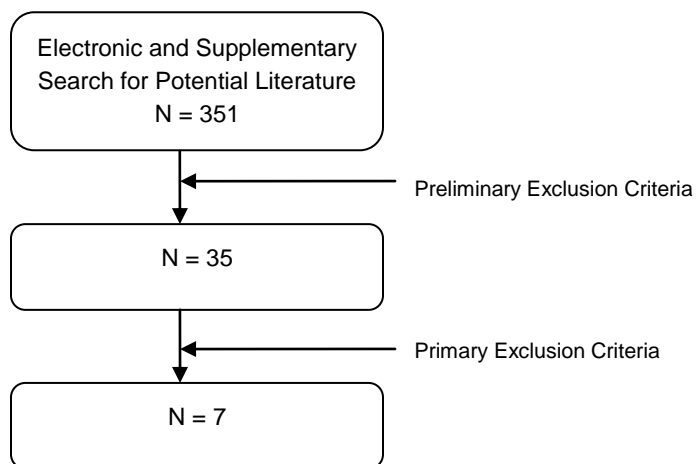 Electronic and Supplementary
Search for Potential Literature
N = 351
Preliminary Exclusion Criteria
N = 35
Primary Exclusion Criteria
N = 7